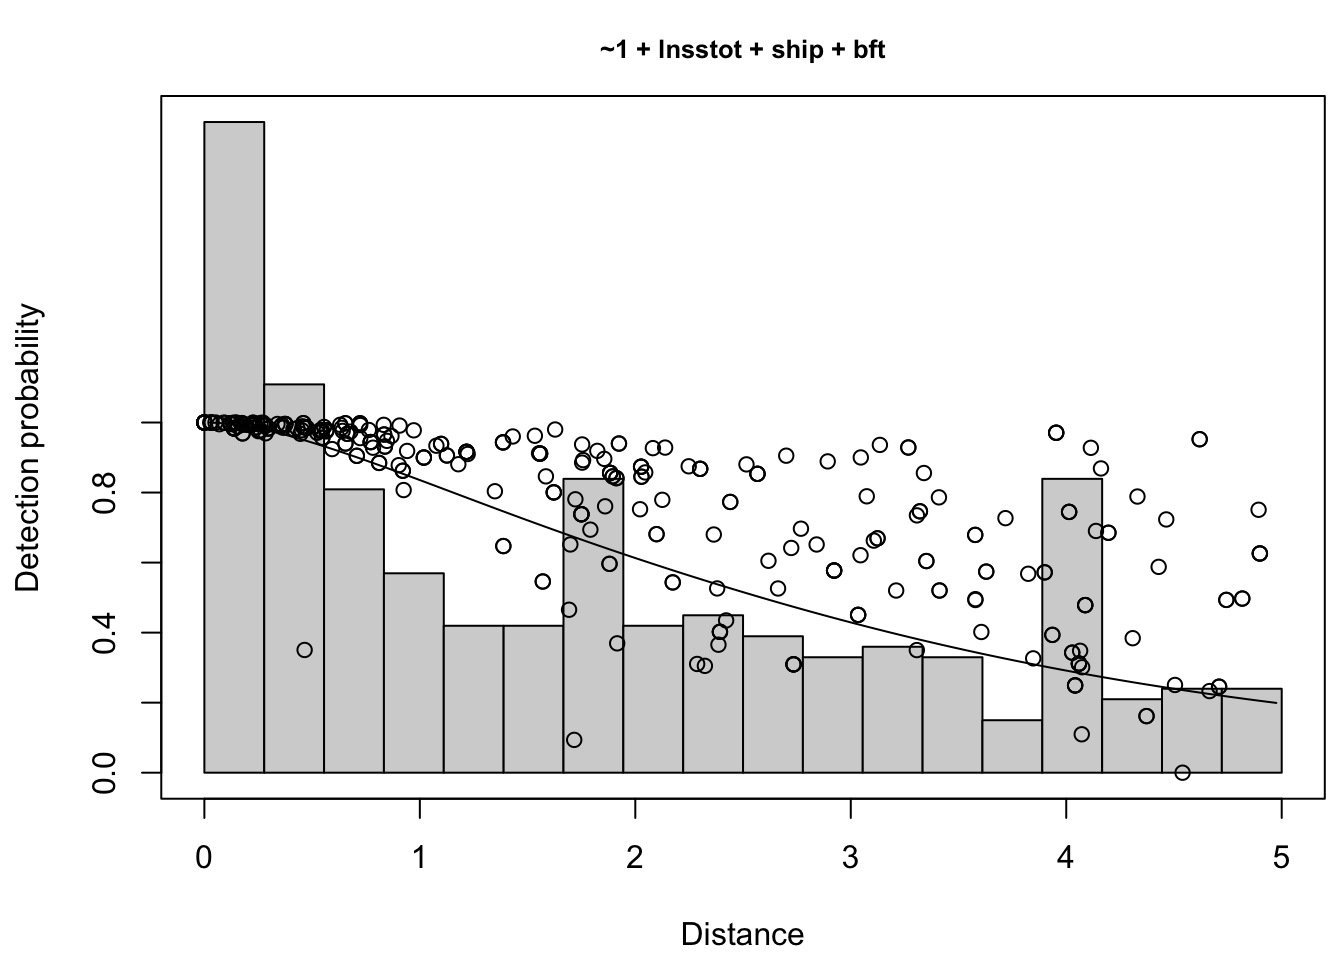 ~1 + lnsstot + ship + bft
Detection probability
0.8
0.4
0.0
0 1 2 3 4 5
Distance